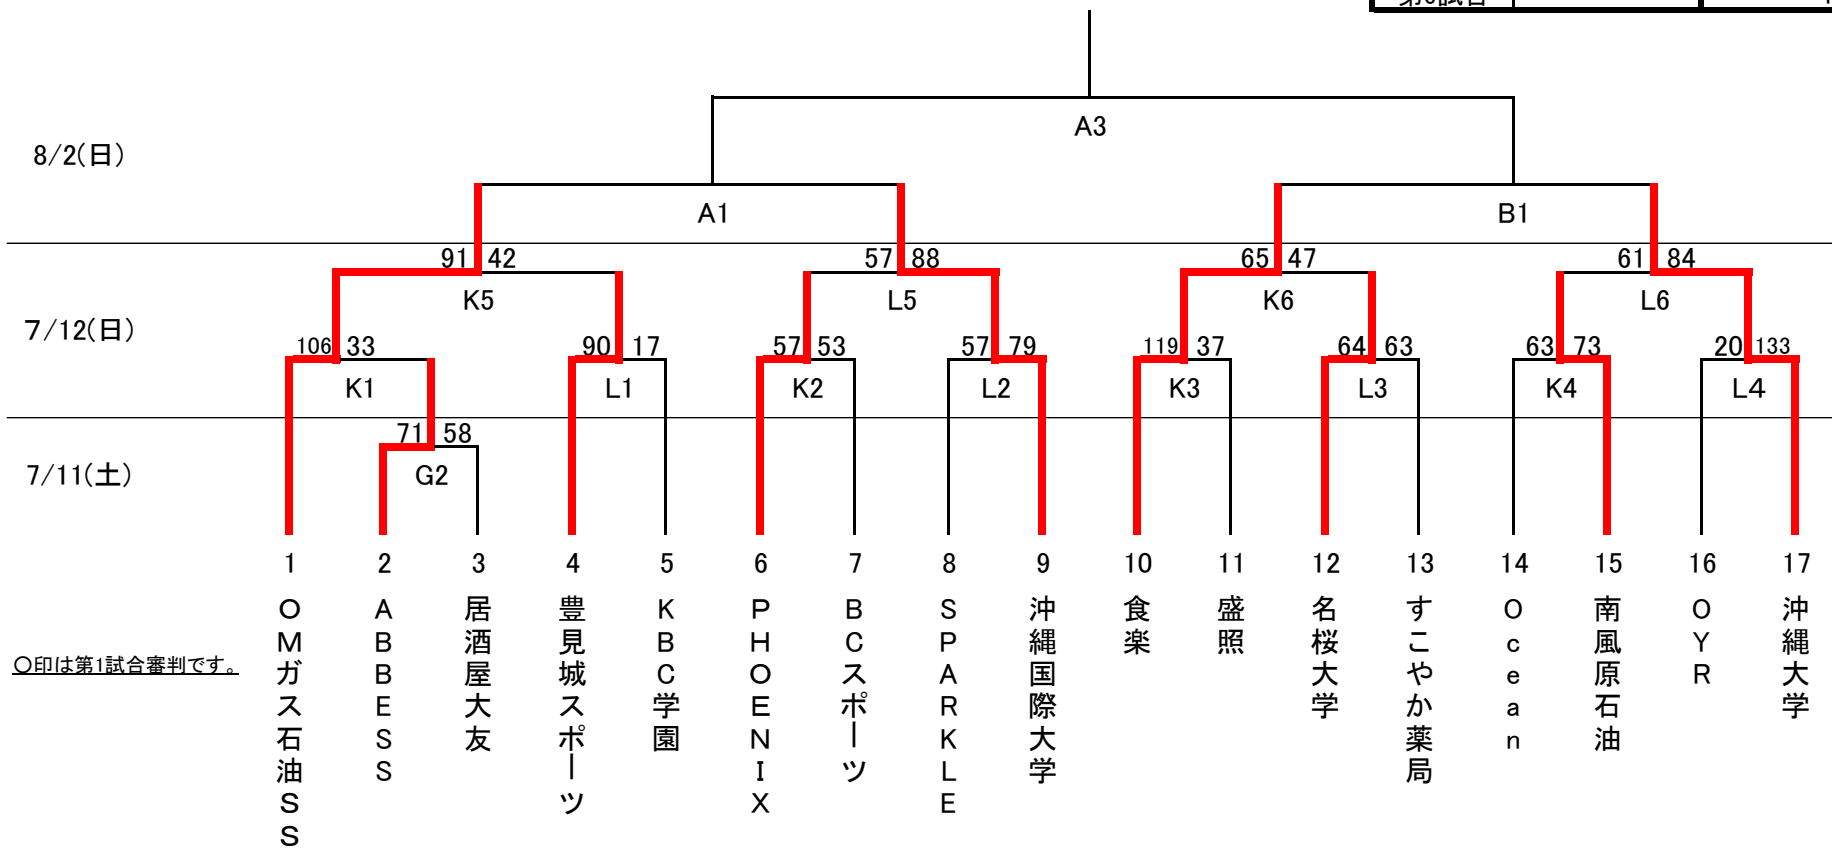 A3
8/2(日)
A1 B1
91 42 57 88 65 47 61 84
K5 L5 K6 L6
7/12(日)
106 33 90 17 57 53 57 79 119 37 64 63 63 73 20 133
K1 L1 K2 L2 K3 L3 K4 L4
71 58
7/11(土)
G2
1 2 3 4 5 6 7 8 9 10 11 12 13 14 15 16 17
OMガス石油SS
ABBESS
居酒屋大友
豊見城スポーツ
KBC学園
PHOENIX
BCスポーツ
SPARKLE
沖縄国際大学
食楽
盛照
名桜大学
すこやか薬局
Ocean
南風原石油
OYR
沖縄大学
〇印は第1試合審判です。